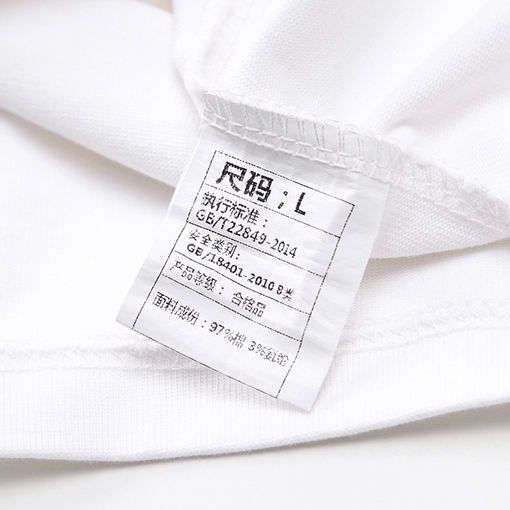 尺码：L
执行标准：
GB/T22849-2014
安全类别：
GB/18401-2010 B类
产品等级：合格品
面料成份：97%棉 3%氨纶